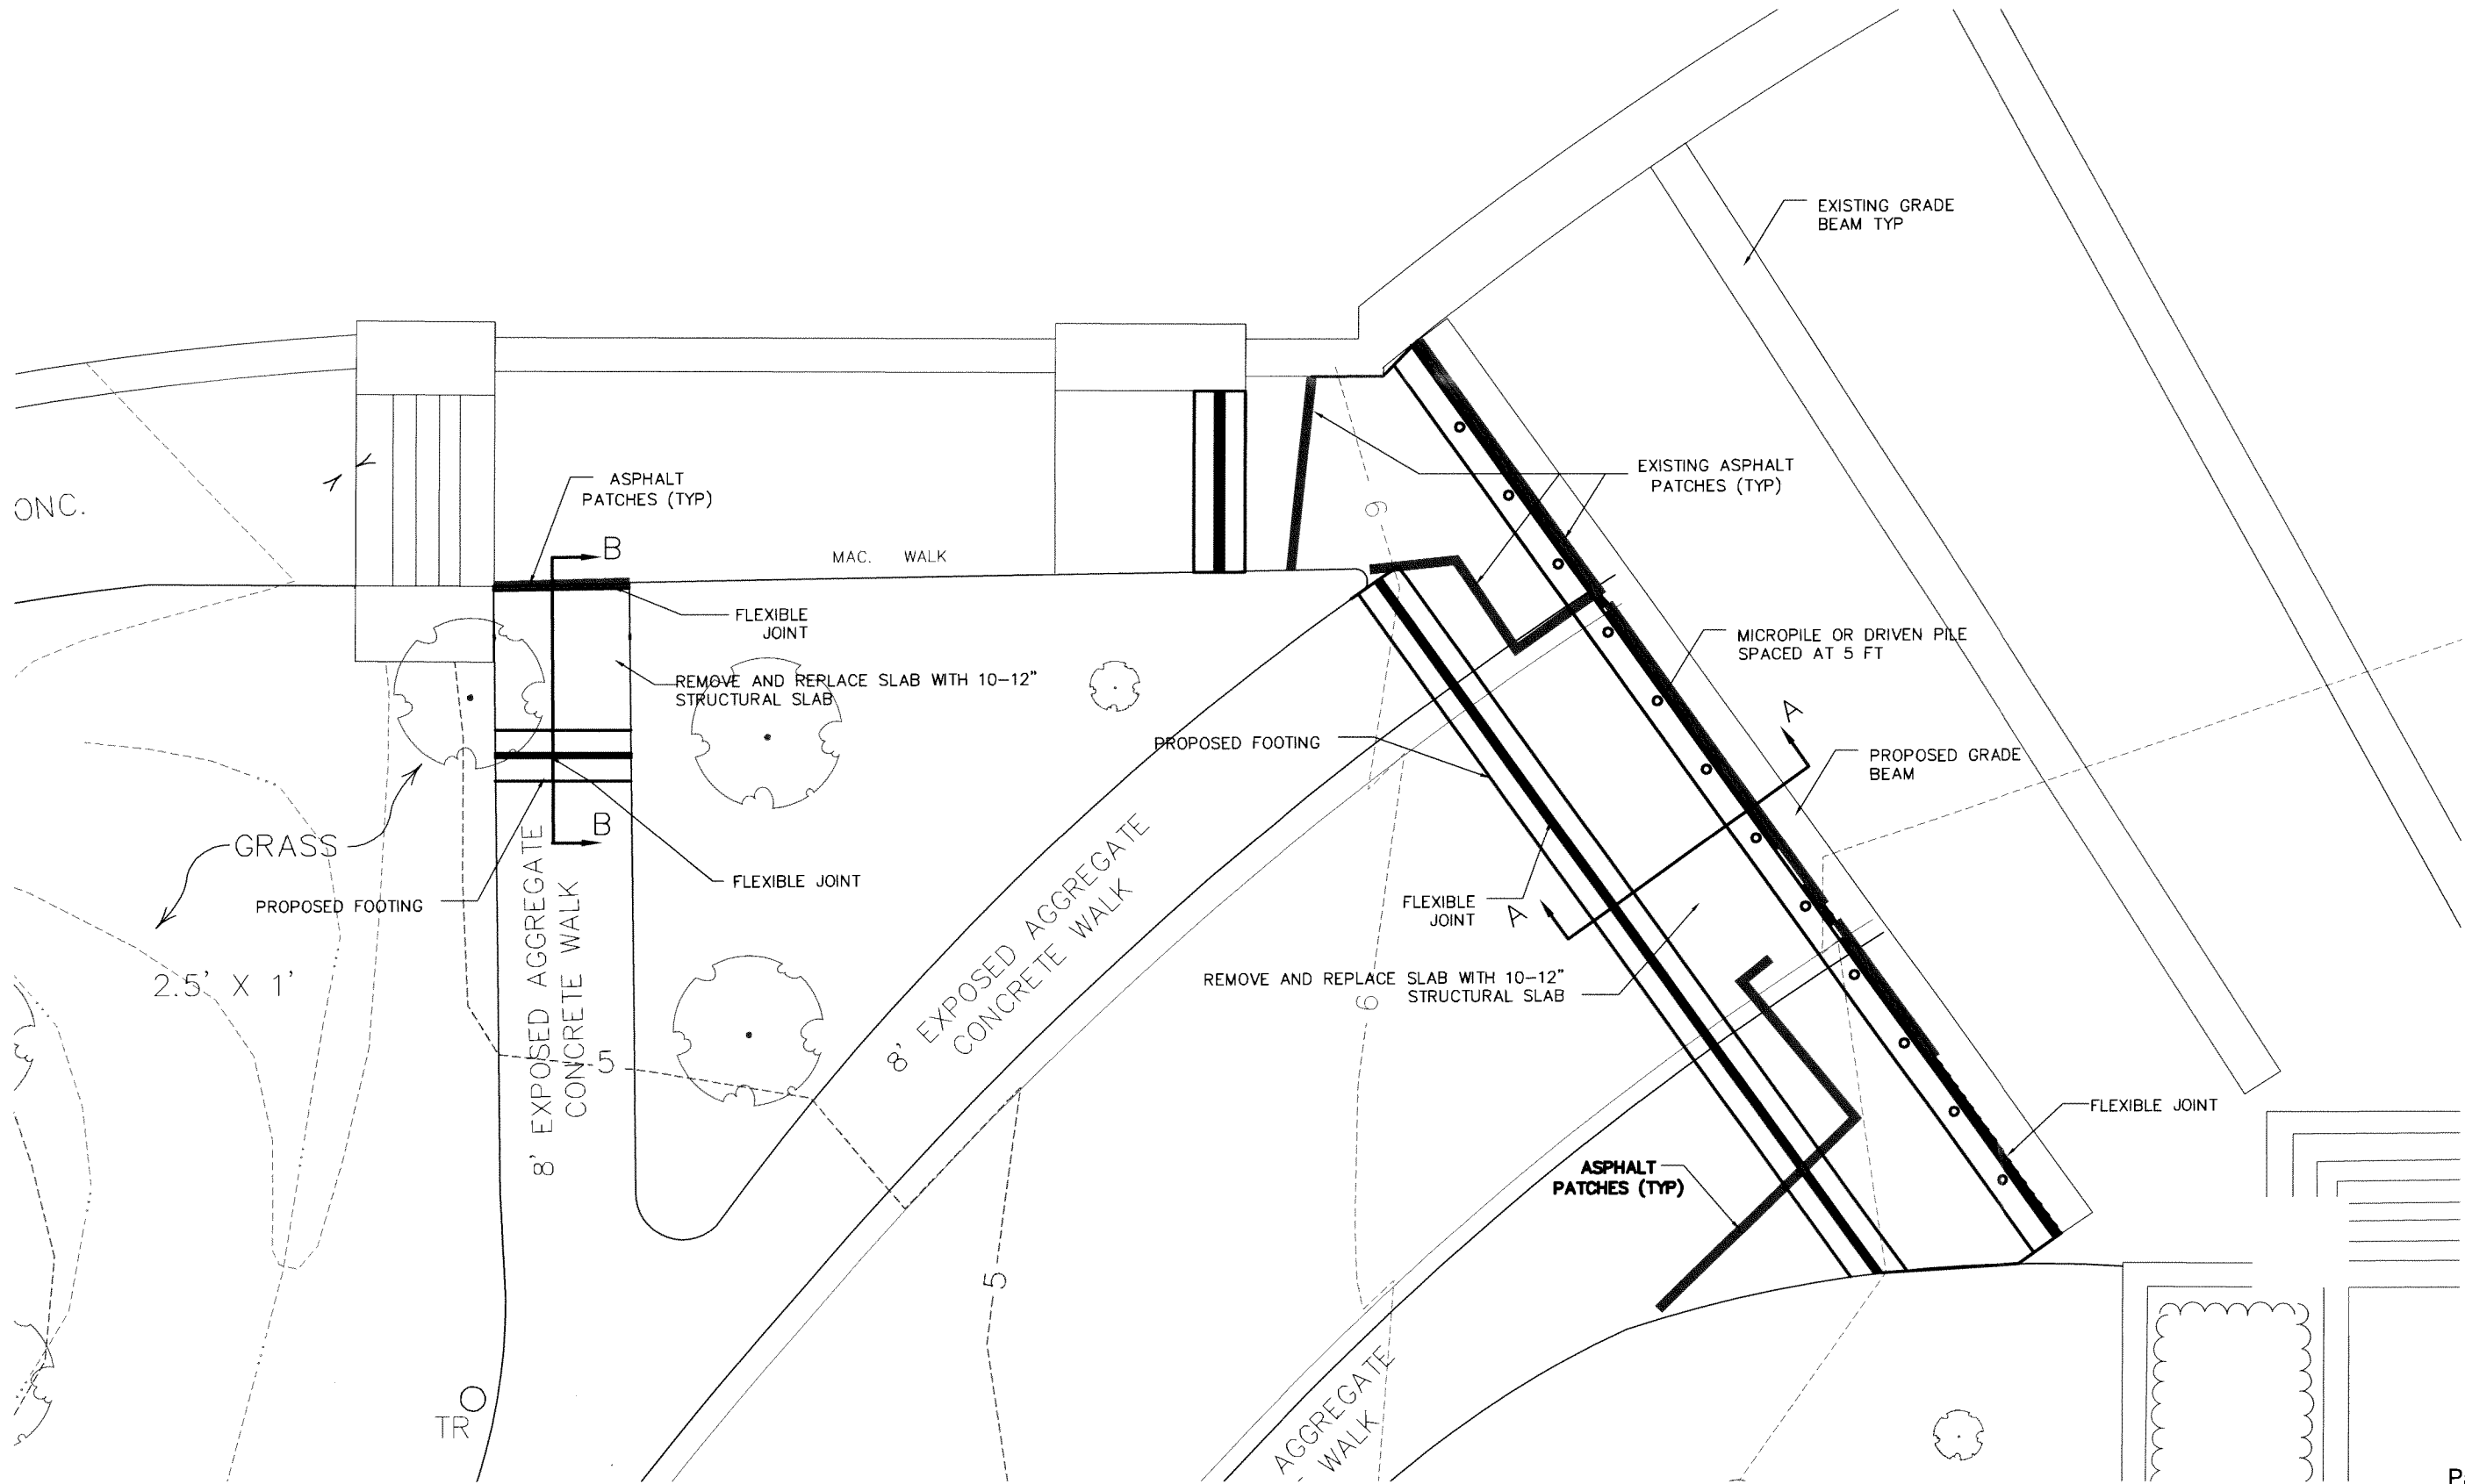 EXISTING GRADE
BEAM TYP
EXISTING ASPHALT
PATCHES (TYP)
ASPHALT
PATCHES (TYP)
ONC.
B
MAC. WALK
6
FLEXIBLE
JOINT
MICROPILE OR DRIVEN PILE
SPACED AT 5 FT
REMOVE AND REPLACE SLAB WITH 10-12"
STRUCTURAL SLAB
A
PROPOSED FOOTING
PROPOSED GRADE
BEAM
B
GRASS
FLEXIBLE JOINT
PROPOSED FOOTING
8' EXPOSED AGGREGATE
CONCRETE WALK
8' EXPOSED AGGREGATE
CONCRETE WALK
FLEXIBLE
JOINT
A
2.5' X 1'
REMOVE AND REPLACE SLAB WITH 10-12"
STRUCTURAL SLAB
6
5
FLEXIBLE JOINT
ASPHALT
PATCHES (TYP)
5
TR
AGGREGATE
WALK